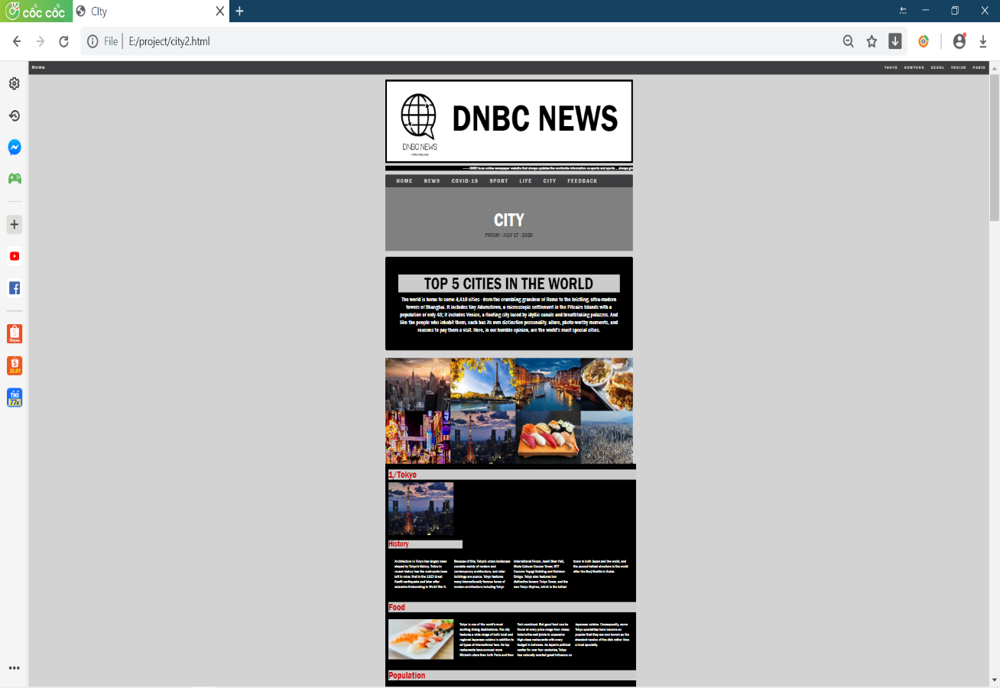 cốc cốc
City
File
E:/project/city2.html
Home
TOKYO NEWYORK SEOUL VENICE PARIS
DNBC NEWS
DNBC NEWS
---- DNBC is an online newspaper website that always updates the worldwide information on sports and sports ... always giv
HOME NEWS COVID-19 SPORT LIFE CITY FEEDBACK
CITY
FIRDAY - JULY 17 - 2020
TOP 5 CITIES IN THE WORLD
The world is home to some 4,416 cities - from the crumbling grandeur of Rome to the bristling, ultra-modern
towers of Shanghai. It includes tiny Adamstown, a microscopic settlement in the Pitcairn Islands with a
population of only 48; it includes Venice, a floating city laced by idyllic canals and breathtaking palazzos. And
like the people who inhabit them, each has its own distinctive personality, allure, photo-worthy moments, and
reasons to pay them a visit. Here, in our humble opinion, are the world's most special cities.
1/Tokyo
History
Architecture in Tokyo has largely been
shaped by Tokyo's history. Twice in
recent history has the metropolis been
left in ruins: first in the 1923 Great
Kantō earthquake and later after
extensive firebombing in World War II.
Because of this, Tokyo's urban landscape
consists mainly of modern and
contemporary architecture, and older
buildings are scarce. Tokyo features
many internationally famous forms of
modern architecture including Tokyo
International Forum, Asahi Beer Hall,
Mode Gakuen Cocoon Tower, NTT
Docomo Yoyogi Building and Rainbow
Bridge. Tokyo also features two
distinctive towers: Tokyo Tower, and the
new Tokyo Skytree, which is the tallest
tower in both Japan and the world, and
the second tallest structure in the world
after the Burj Khalifa in Dubai.
Food
Tokyo is one of the world's most
exciting dining destinations. The city
features a wide range of both local and
regional Japanese cuisine in addition to
all types of international fare. Its top
restaurants have accrued more
Michelin stars than both Paris and New
York combined. But good food can be
found at every price range from cheap
hole-in-the-wall joints to expensive
high-class restaurants with every
budget in between. As Japan's political
center for over four centuries, Tokyo
has naturally exerted great influence on
Japanese cuisine. Consequently, some
Tokyo specialties have become so
popular that they are now known as the
standard version of the dish rather than
a local specialty.
Population